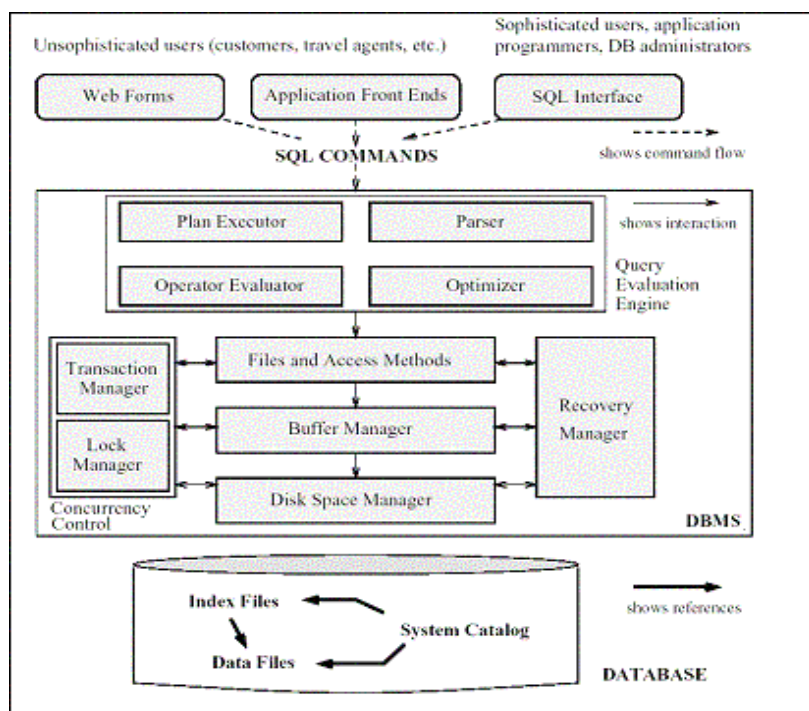 Unsophisticated users (customers, travel agents, etc.)
Sophisticated users, application
programmers, DB administrators
Web Forms
Application Front Ends
SQL Interface
SQL COMMANDS
shows command flow
Plan Executor
Parser
shows interaction
Operator Evaluator
Optimizer
Query
Evaluation
Engine
Transaction
Manager
Files and Access Methods
Recovery
Manager
Buffer Manager
Lock
Manager
Disk Space Manager
Concurrency
Control
DBMS
Index Files
shows references
System Catalog
Data Files
DATABASE